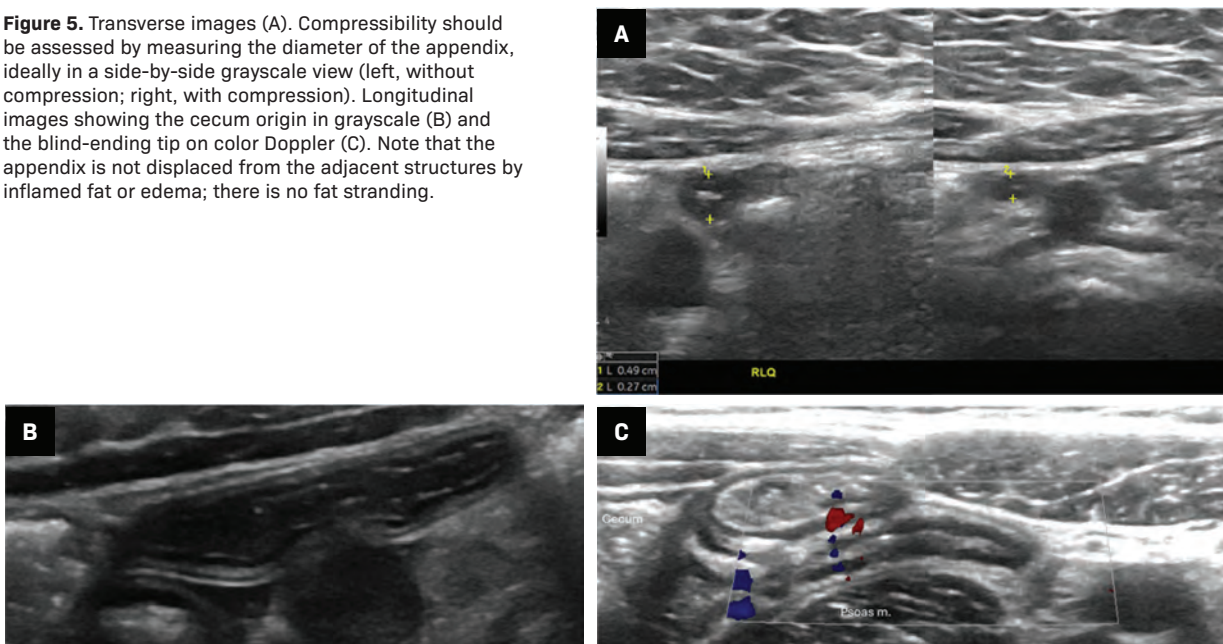 Figure 5. Transverse images (A). Compressibility should
be assessed by measuring the diameter of the appendix,
ideally in a side-by-side grayscale view (left, without
compression; right, with compression). Longitudinal
images showing the cecum origin in grayscale (B) and
the blind-ending tip on color Doppler (C). Note that the
appendix is not displaced from the adjacent structures by
inflamed fat or edema; there is no fat stranding.
A
1 L 0.49 cm
2 L 0.27 cm
RLQ
B
C
Cecum
Psoas m.